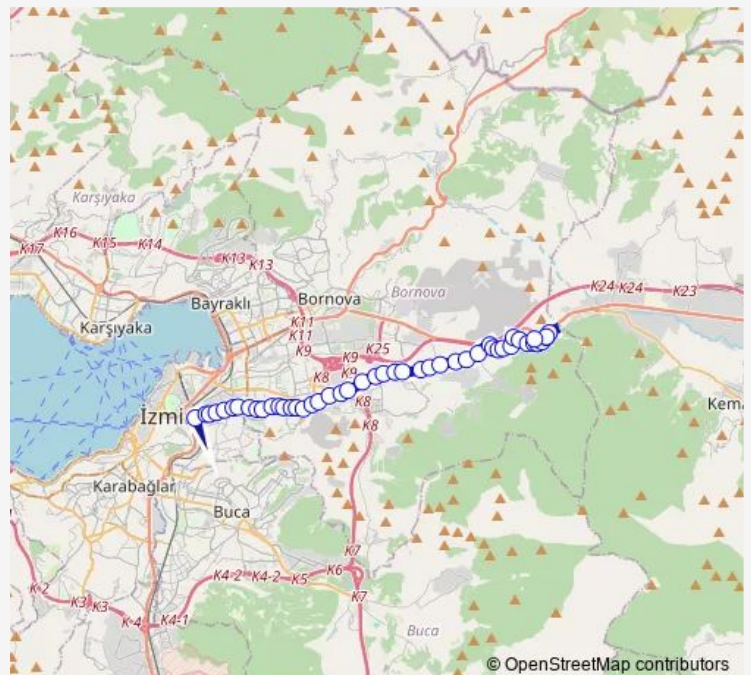 Karşıyaka
K16
K17
K15
K14
K13
K13
Bayraklı
Bornova
Bornova
K24
K24
K23
Karşıyaka
K11
K11
K9
K25
K9
K8
K9
K8
K8
İzmi
Kem
Karabağlar
Buca
K7
K4-2
K4-2
K5
K6
K7
K-2
K3
K3
K-4
K4-1
Buca
© OpenStreetMap contributors